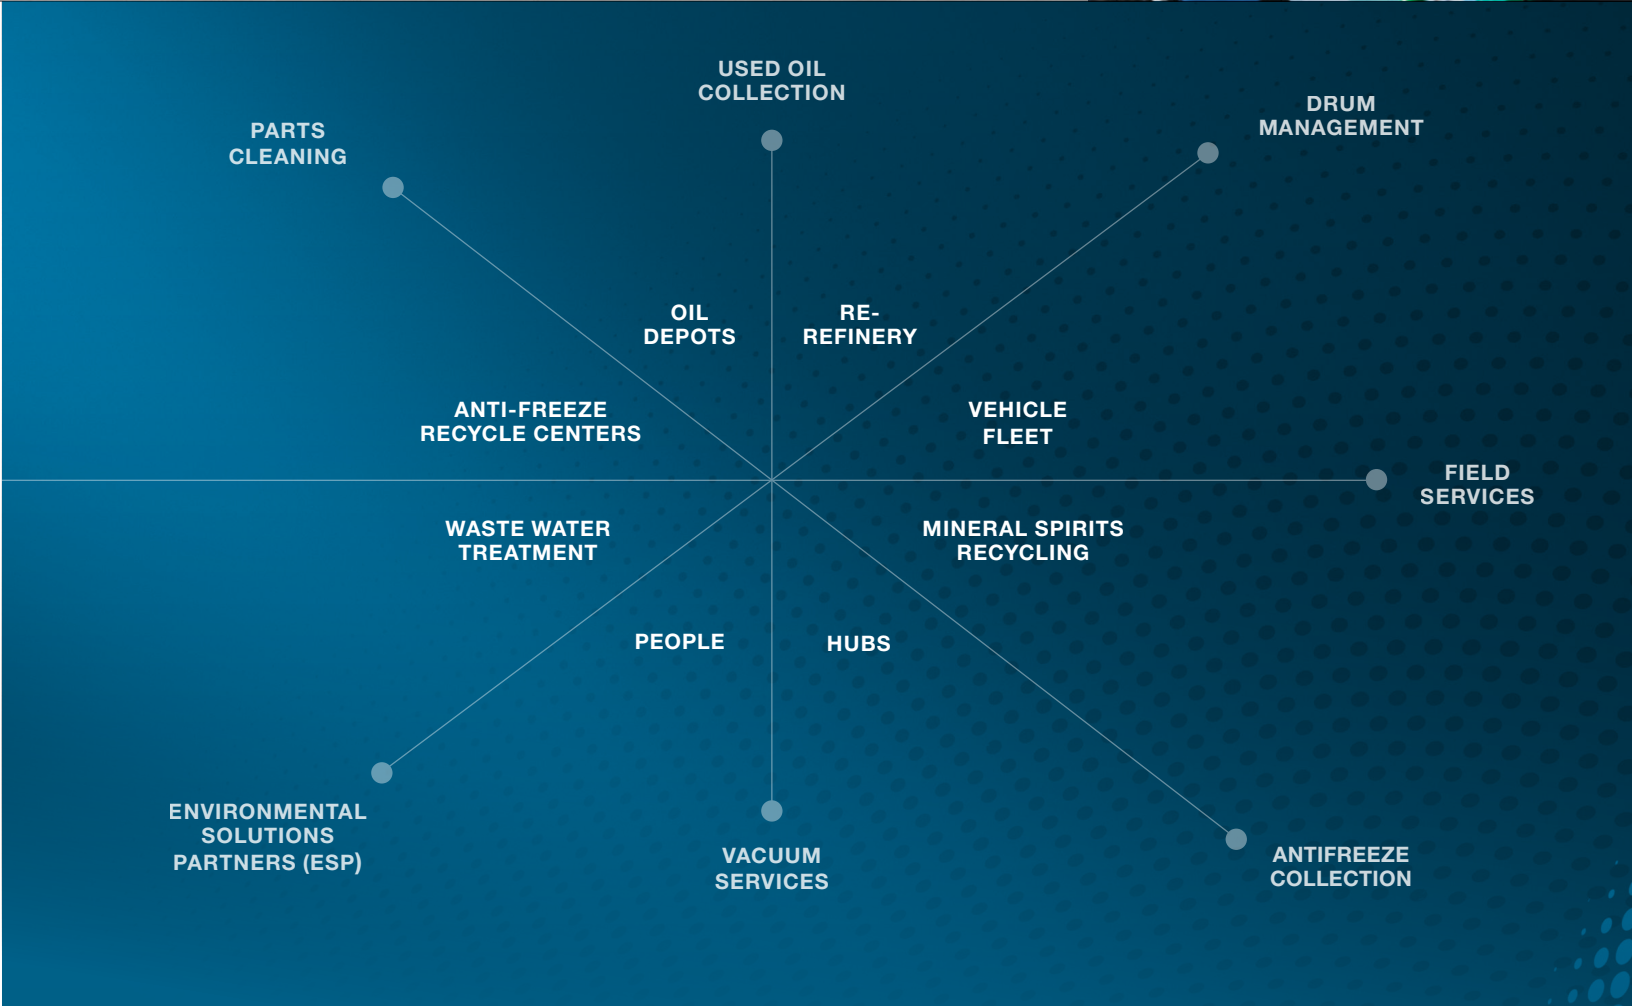 USED OIL
COLLECTION
DRUM
MANAGEMENT
PARTS
CLEANING
OIL
DEPOTS
RE-
REFINERY
ANTI-FREEZE
RECYCLE CENTERS
VEHICLE
FLEET
FIELD
SERVICES
WASTE WATER
TREATMENT
MINERAL SPIRITS
RECYCLING
PEOPLE
HUBS
ENVIRONMENTAL
SOLUTIONS
PARTNERS (ESP)
VACUUM
SERVICES
ANTIFREEZE
COLLECTION